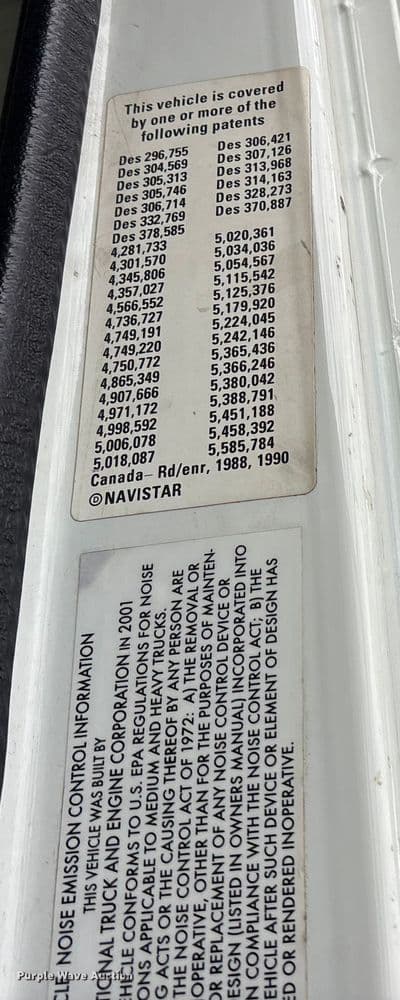 This vehicle is covered
by one or more of the
following patents
Des 296,755
Des 304,569
Des 305,313
Des 305,746
Des 306,714
Des 332,769
Des 378,585
4,281,733
4,301,570
4,345,806
4,357,027
4,566,552
4,736,727
4,749,191
4,749,220
4,750,772
4,865,349
4,907,666
4,971,172
4,998,592
5,006,078
5,018,087
Des 306,421
Des 307,126
Des 313,968
Des 314,163
Des 328,273
Des 370,887
5,020,361
5,034,036
5,054,567
5,115,542
5,125,376
5,179,920
5,224,045
5,242,146
5,365,436
5,366,246
5,380,042
5,388,791
5,451,188
5,458,392
5,585,784
Canada– Rd/enr, 1988, 1990
©NAVISTAR
CLE NOISE EMISSION CONTROL INFORMATION
THIS VEHICLE WAS BUILT BY
TIONAL TRUCK AND ENGINE CORPORATION IN 2001
EHICLE CONFORMS TO U.S. EPA REGULATIONS FOR NOISE
ONS APPLICABLE TO MEDIUM AND HEAVY TRUCKS.
G ACTS OR THE CAUSING THEREOF BY ANY PERSON ARE
THE NOISE CONTROL ACT OF 1972: A) THE REMOVAL OR
OPERATIVE, OTHER THAN FOR THE PURPOSES OF MAINTEN-
OR REPLACEMENT OF ANY NOISE CONTROL DEVICE OR
ESIGN (LISTED IN OWNERS MANUAL) INCORPORATED INTO
N COMPLIANCE WITH THE NOISE CONTROL ACT; B) THE
EHICLE AFTER SUCH DEVICE OR ELEMENT OF DESIGN HAS
D OR RENDERED INOPERATIVE.
Purple Wave Auction